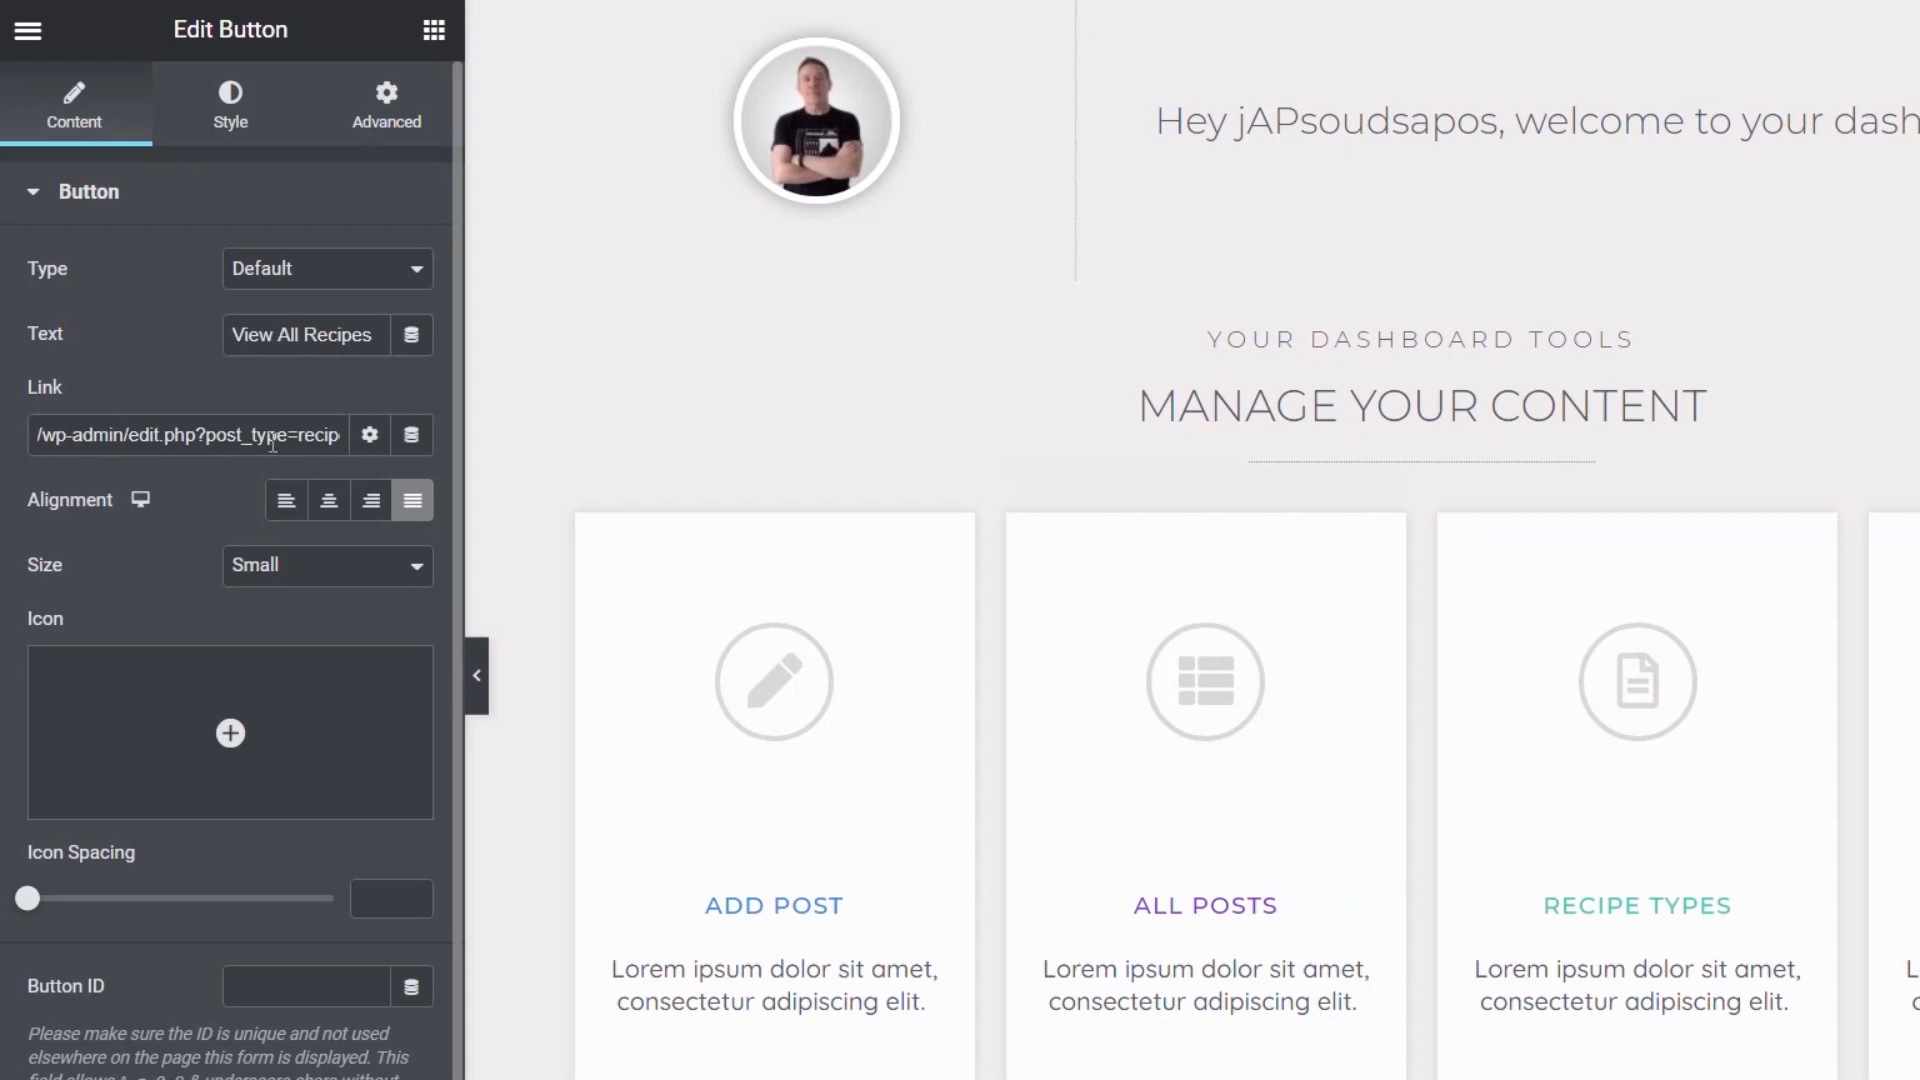 Edit Button
Content
Style
Advanced
Button
Type
Default
Text
View All Recipes
Link
/wp-admin/edit.php?post_type=recip
Alignment
Size
Small
Icon
Icon Spacing
Button ID
Please make sure the ID is unique and not used
elsewhere on the page this form is displayed. This
Hey jAPsoudsapos, welcome to your dash
YOUR DASHBOARD TOOLS
MANAGE YOUR CONTENT
ADD POST
Lorem ipsum dolor sit amet,
consectetur adipiscing elit.
ALL POSTS
Lorem ipsum dolor sit amet,
consectetur adipiscing elit.
RECIPE TYPES
Lorem ipsum dolor sit amet,
consectetur adipiscing elit.